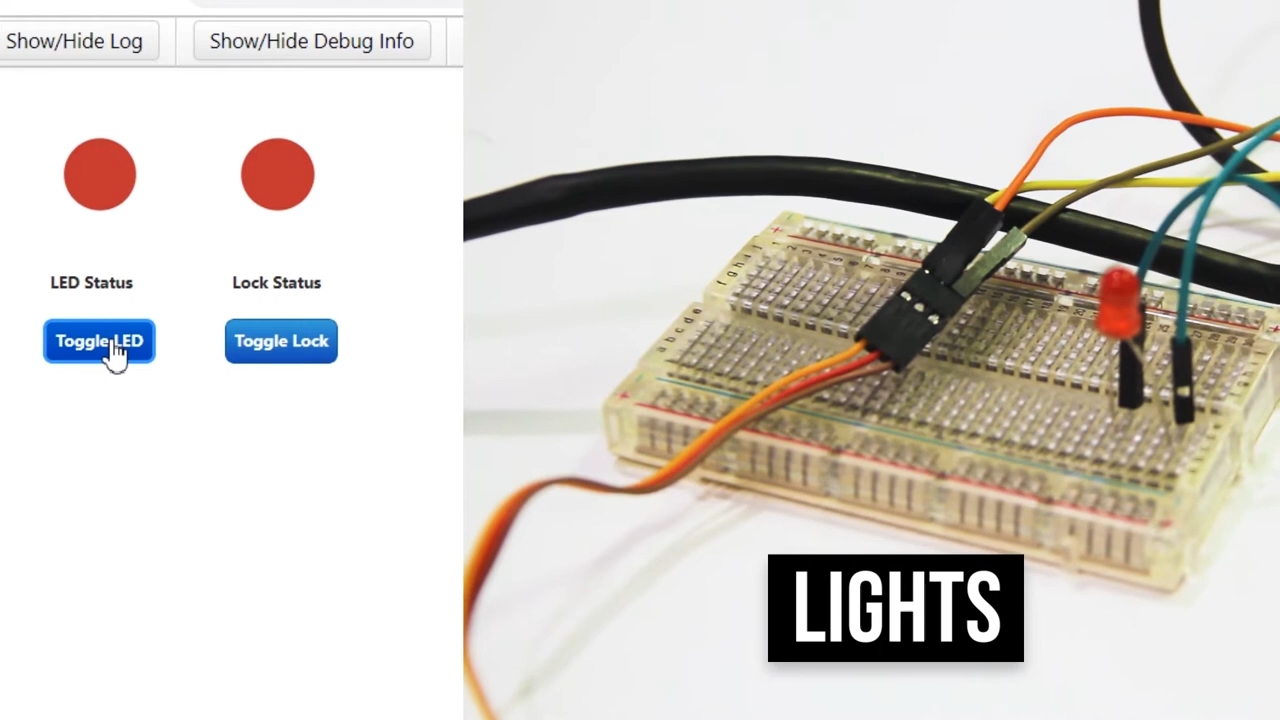 Show/Hide Log
Show/Hide Debug Info
LED Status
Lock Status
Toggle LED
Toggle Lock
LIGHTS